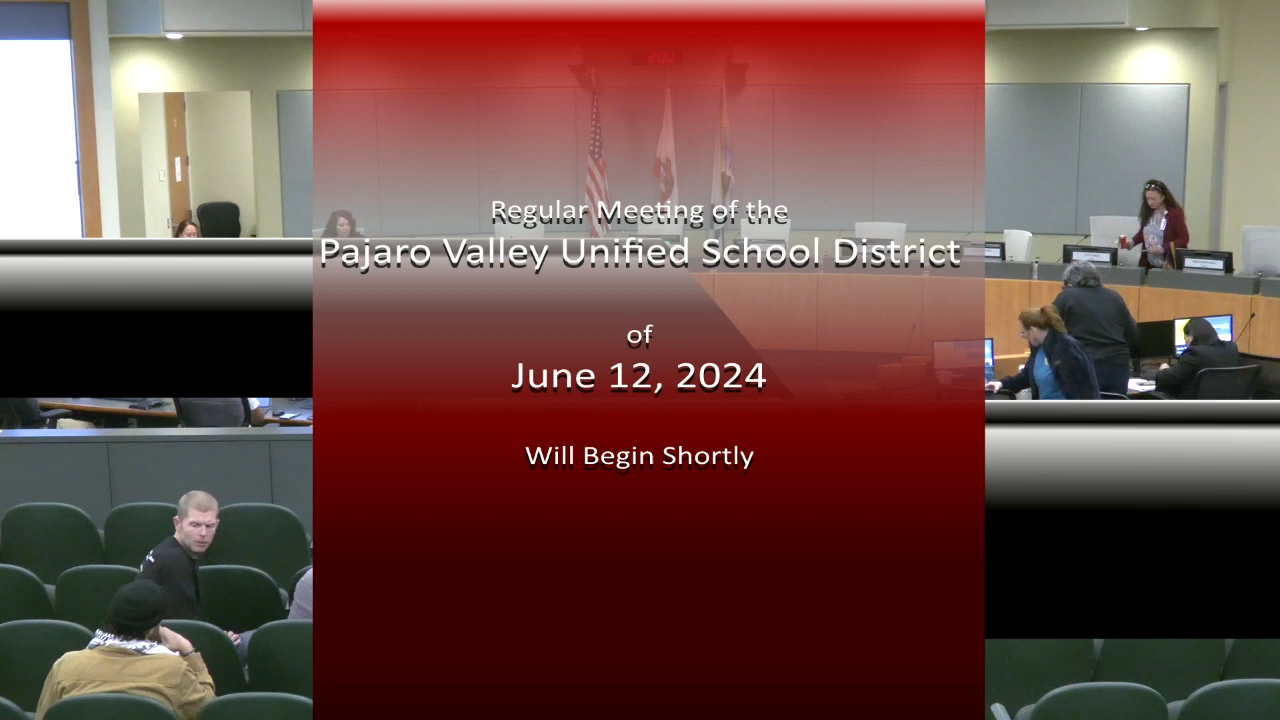 Regular Meeting of the
Pajaro Valley Unified School District
of
June 12, 2024
Will Begin Shortly